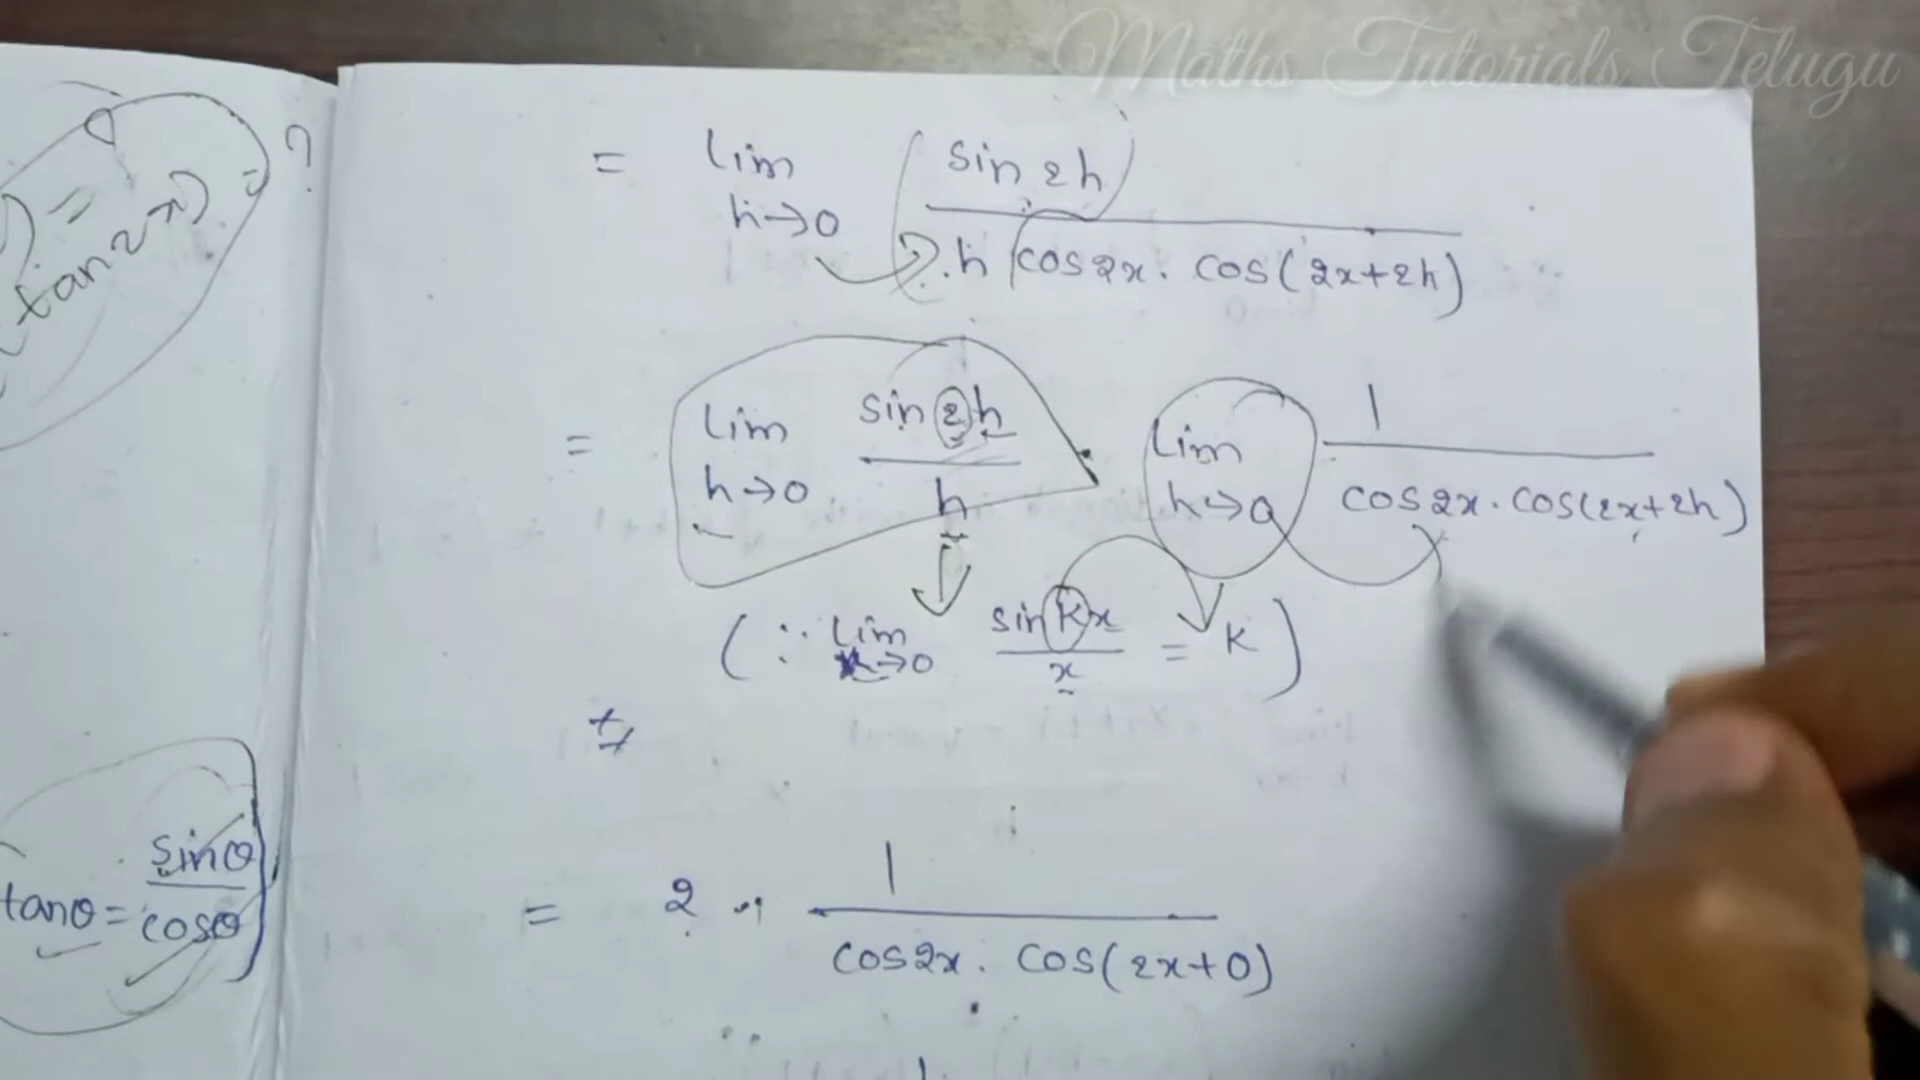 Maths Tutorials Telugu
= lim h→0 sin 2h / h cos2x . cos(2x+2h)
= lim h→0 sin 2h / h lim h→0 1 / cos2x . cos(2x+2h)
(∵ lim x→0 sin kx / x = k)
= 2 . 1 / cos2x . cos(2x+0)
) = ?
(tan2x)
tanθ = sinθ / cosθ